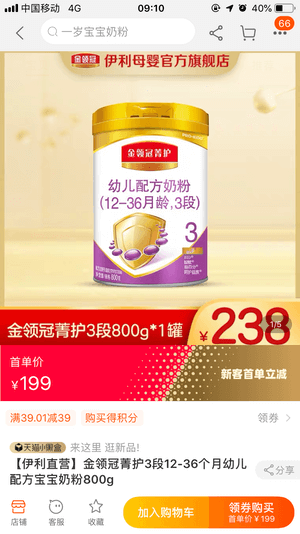 中国移动 4G 09:10 40%
一岁宝宝奶粉
66
金领冠 伊利母婴官方旗舰店
金领冠菁护
幼儿配方奶粉
(12-36月龄,3段)
3
金领冠菁护3段800g*1罐
¥238
1/5
首单价
¥199
新客首单立减
满39.01减39 购买得积分 领券 >
天猫小黑盒 来这里 逛新品!
【伊利直营】金领冠菁护3段12-36个月幼儿
配方宝宝奶粉800g
分享
店铺 客服 收藏
加入购物车
领券购买
首单价¥199